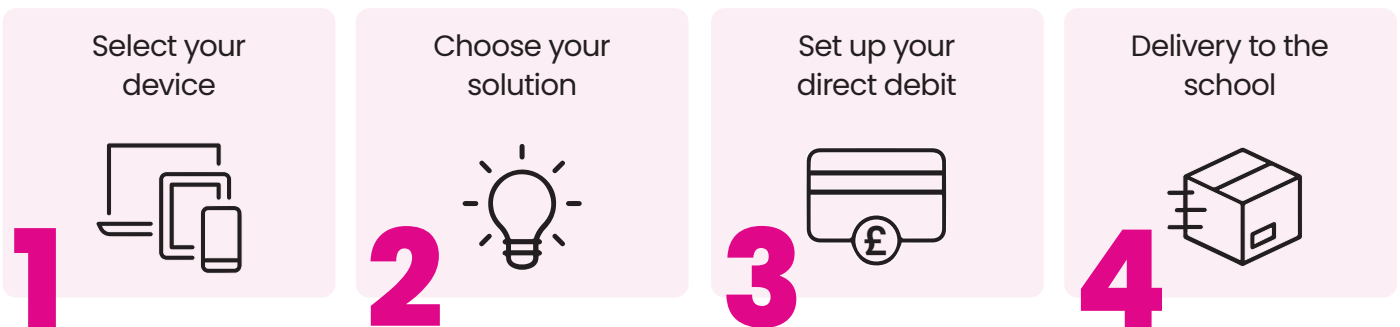 Select your
device
1
Choose your
solution
2
Set up your
direct debit
£
3
Delivery to the
school
4